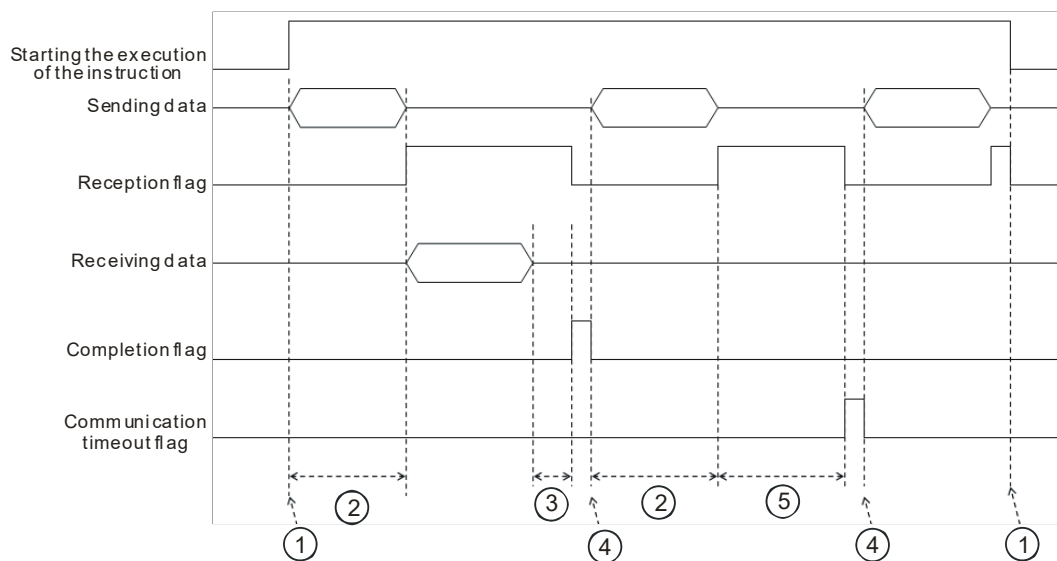 Starting the execution
of the instruction
Sending data
Reception flag
Receiving data
Completion flag
Communication
timeout flag
2
3
2
5
1
4
4
1